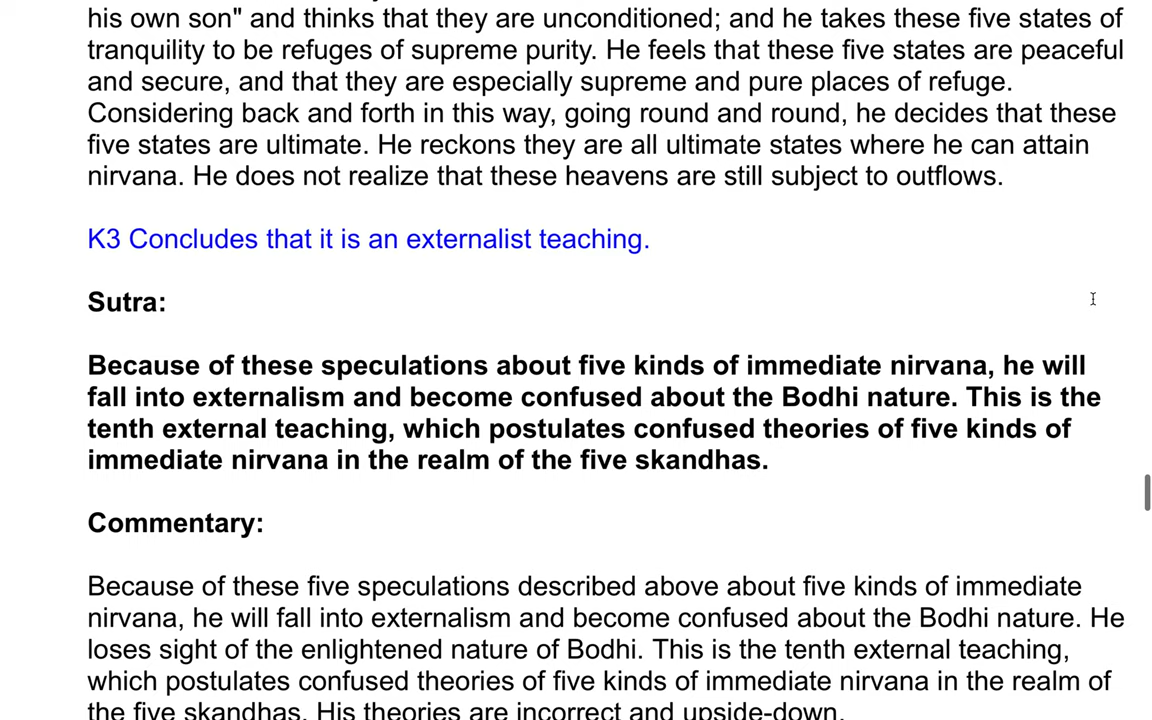 his own son" and thinks that they are unconditioned; and he takes these five states of
tranquility to be refuges of supreme purity. He feels that these five states are peaceful
and secure, and that they are especially supreme and pure places of refuge.
Considering back and forth in this way, going round and round, he decides that these
five states are ultimate. He reckons they are all ultimate states where he can attain
nirvana. He does not realize that these heavens are still subject to outflows.
K3 Concludes that it is an externalist teaching.
Sutra:
Because of these speculations about five kinds of immediate nirvana, he will
fall into externalism and become confused about the Bodhi nature. This is the
tenth external teaching, which postulates confused theories of five kinds of
immediate nirvana in the realm of the five skandhas.
Commentary:
Because of these five speculations described above about five kinds of immediate
nirvana, he will fall into externalism and become confused about the Bodhi nature. He
loses sight of the enlightened nature of Bodhi. This is the tenth external teaching,
which postulates confused theories of five kinds of immediate nirvana in the realm of
the five skandhas. His theories are incorrect and upside-down.